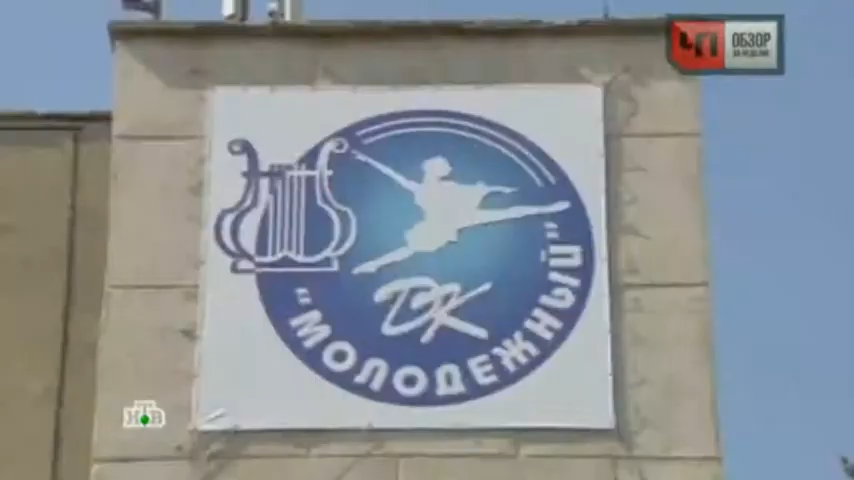 ЧП
ОБЗОР
ЗА НЕДЕЛЮ
ДК
"МОЛОДЕЖНЫЙ"
НТВ